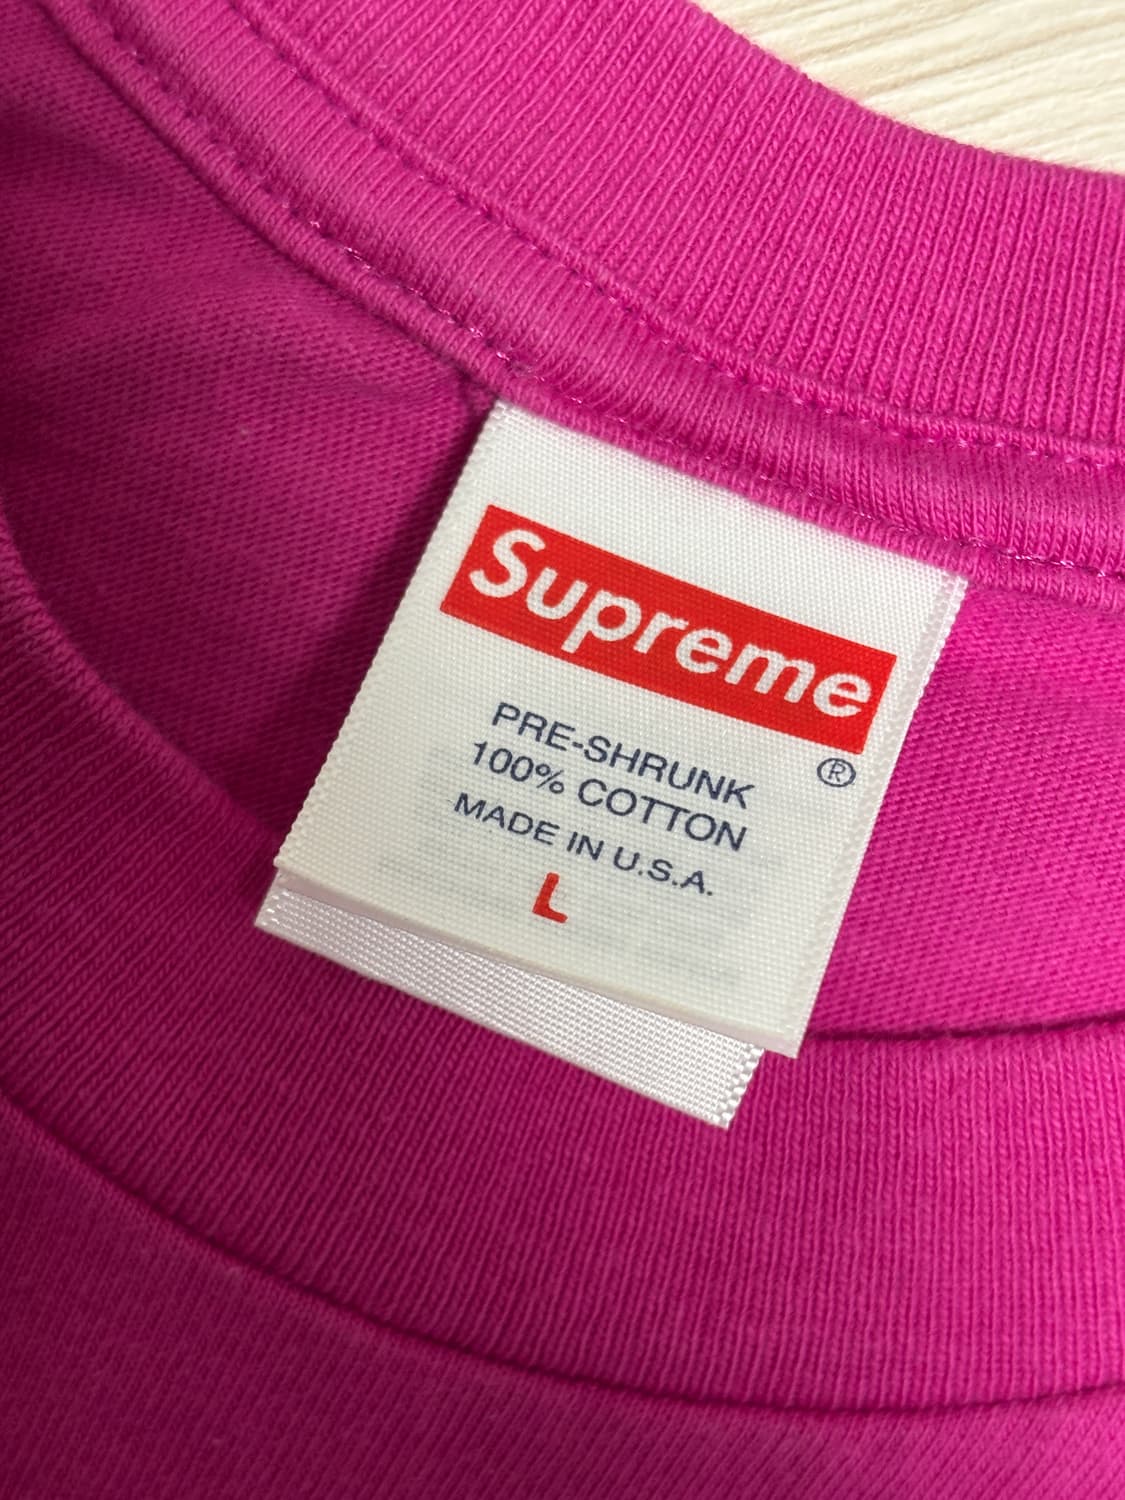 Supreme
®
PRE-SHRUNK
100% COTTON
MADE IN U.S.A.
L